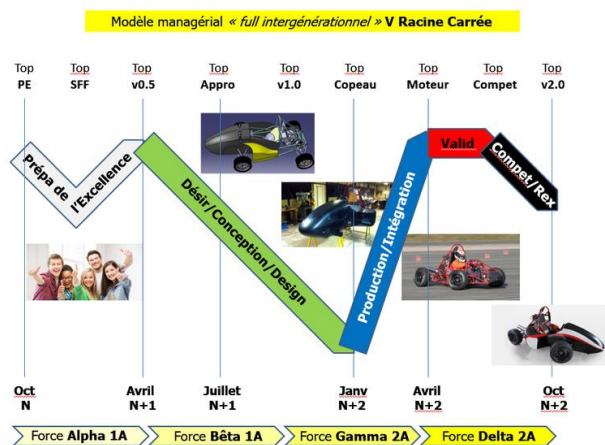 Modèle managérial « full intergénérationnel » V Racine Carrée
Top Top Top Top Top Top Top Top Top
PE SFF v0.5 Appro v1.0 Copeau Moteur Compet v2.0
Prépa de
l'Excellence
Désir/Conception/Design
Production/Intégration
Valid
Compet/Rex
Oct Avril Juillet Janv Avril Oct
N N+1 N+1 N+2 N+2 N+2
Force Alpha 1A Force Bêta 1A Force Gamma 2A Force Delta 2A